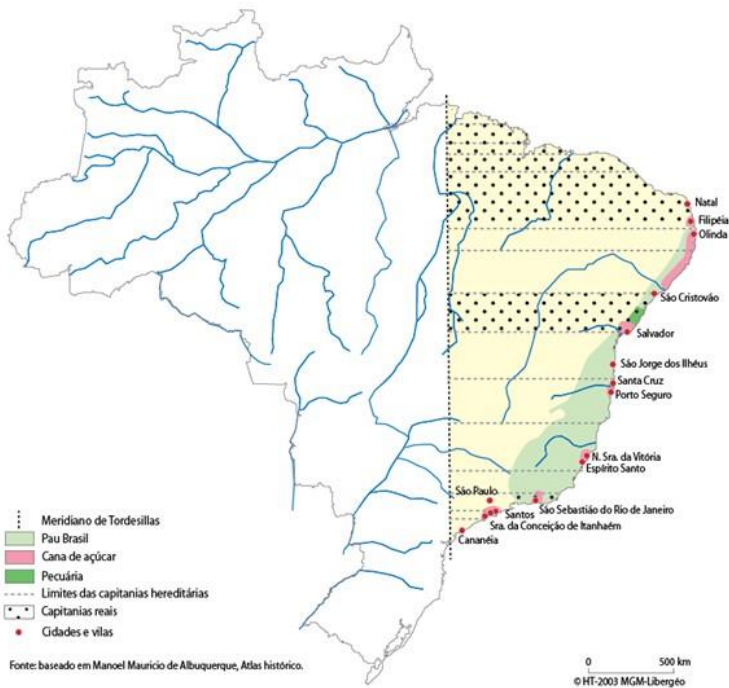 Natal
Filipéia
Olinda
São Cristovão
Salvador
São Jorge dos Ilhéus
Santa Cruz
Porto Seguro
N. Sra. da Vitória
Espírito Santo
São Paulo
São Sebastião do Rio de Janeiro
Santos
Sra. da Conceição de Itanhaém
Cananéia
Meridiano de Tordesillas
Pau Brasil
Cana de açúcar
Pecuária
Limites das capitanias hereditárias
Capitanias reais
Cidades e vilas
Fonte: baseado em Manoel Mauricio de Albuquerque, Atlas histórico.
0 500 km
© HT-2003 MGM-Libergéo